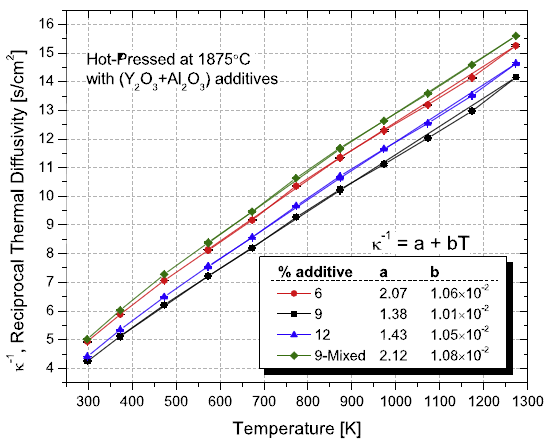 16
15
14
13
12
11
10
9
8
7
6
5
4
κ⁻¹, Reciprocal Thermal Diffusivity [s/cm²]
Hot-Pressed at 1875°C
with (Y₂O₃+Al₂O₃) additives
κ⁻¹ = a + bT
% additive a b
6 2.07 1.06×10⁻²
9 1.38 1.01×10⁻²
12 1.43 1.05×10⁻²
9-Mixed 2.12 1.08×10⁻²
300 400 500 600 700 800 900 1000 1100 1200 1300
Temperature [K]